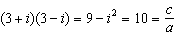 (3+i)(3−i) = 9−i² = 10 = c/a